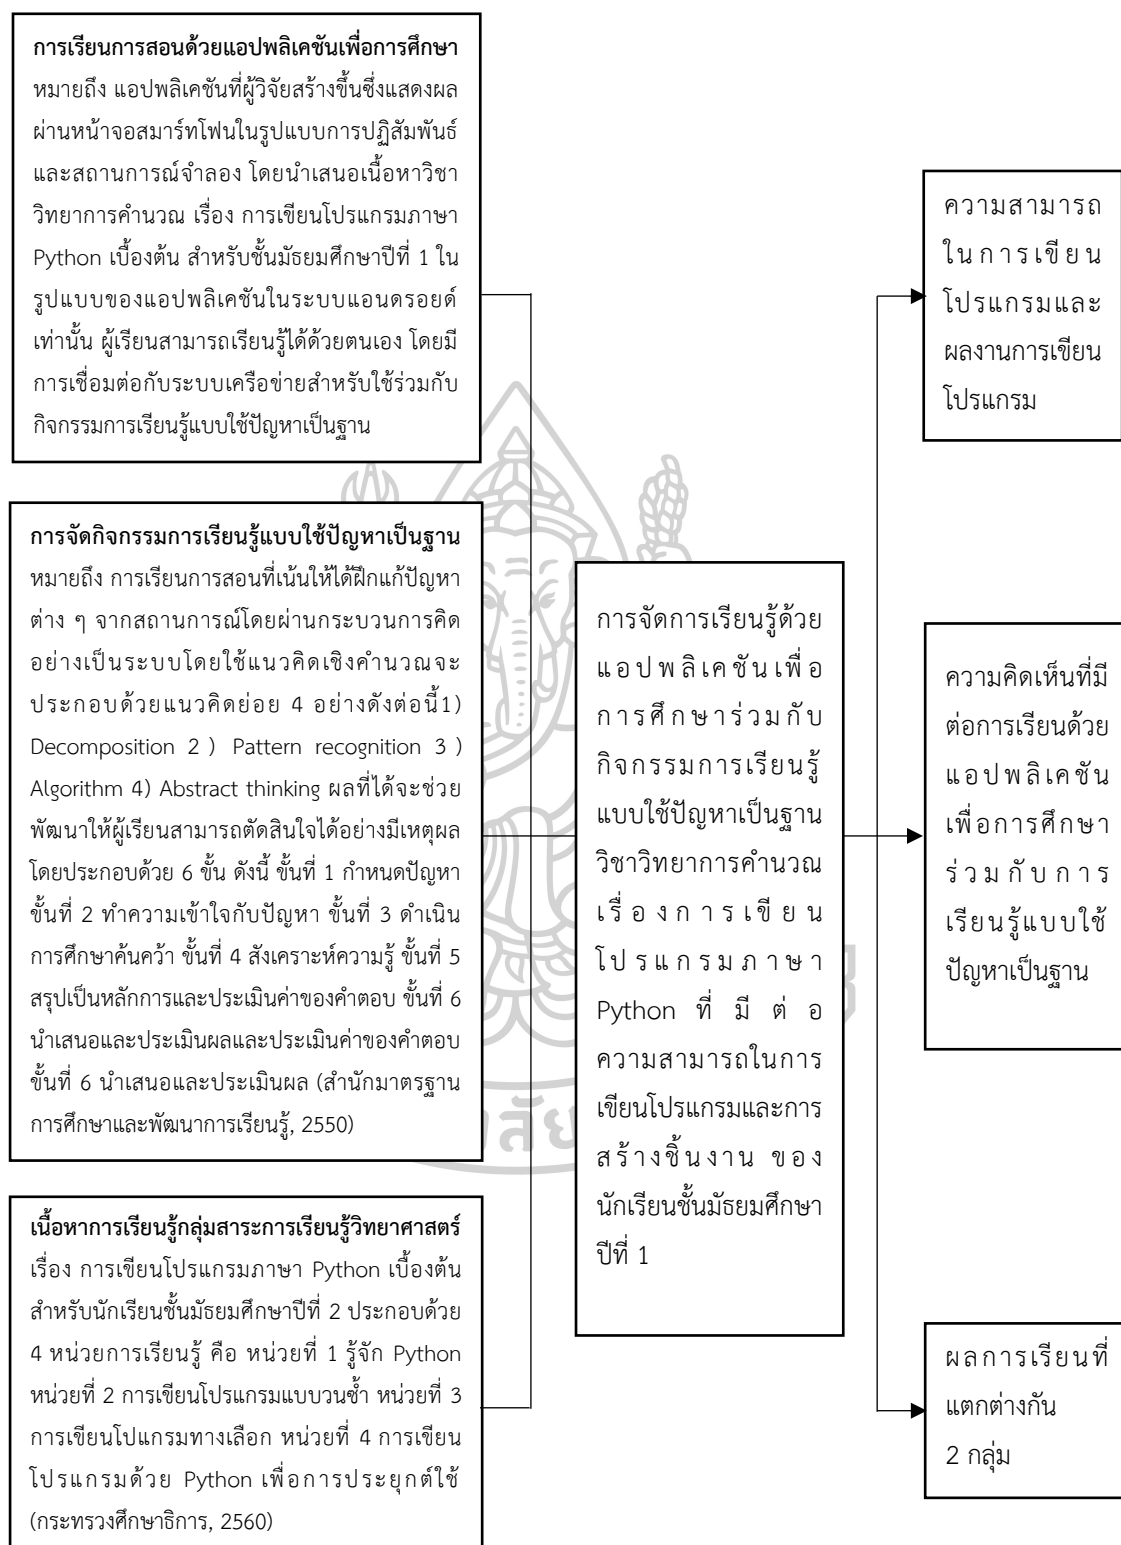 การเรียนการสอนด้วยแอปพลิเคชันเพื่อการศึกษา
หมายถึง แอปพลิเคชันที่ผู้วิจัยสร้างขึ้นซึ่งแสดงผล
ผ่านหน้าจอสมาร์ทโฟนในรูปแบบการปฏิสัมพันธ์
และสถานการณ์จำลอง โดยนำเสนอเนื้อหาวิชา
วิทยาการคำนวณ เรื่อง การเขียนโปรแกรมภาษา
Python เบื้องต้น สำหรับชั้นมัธยมศึกษาปีที่ 1 ใน
รูปแบบของแอปพลิเคชันในระบบแอนดรอยด์
เท่านั้น ผู้เรียนสามารถเรียนรู้ได้ด้วยตนเอง โดยมี
การเชื่อมต่อกับระบบเครือข่ายสำหรับใช้ร่วมกับ
กิจกรรมการเรียนรู้แบบใช้ปัญหาเป็นฐาน
การจัดกิจกรรมการเรียนรู้แบบใช้ปัญหาเป็นฐาน
หมายถึง การเรียนการสอนที่เน้นให้ได้ฝึกแก้ปัญหา
ต่าง ๆ จากสถานการณ์โดยผ่านกระบวนการคิด
อย่างเป็นระบบโดยใช้แนวคิดเชิงคำนวณจะ
ประกอบด้วยแนวคิดย่อย 4 อย่างดังต่อนี้1)
Decomposition 2 ) Pattern recognition 3 )
Algorithm 4) Abstract thinking ผลที่ได้จะช่วย
พัฒนาให้ผู้เรียนสามารถตัดสินใจได้อย่างมีเหตุผล
โดยประกอบด้วย 6 ขั้น ดังนี้ ขั้นที่ 1 กำหนดปัญหา
ขั้นที่ 2 ทำความเข้าใจกับปัญหา ขั้นที่ 3 ดำเนิน
การศึกษาค้นคว้า ขั้นที่ 4 สังเคราะห์ความรู้ ขั้นที่ 5
สรุปเป็นหลักการและประเมินค่าของคำตอบ ขั้นที่ 6
นำเสนอและประเมินผลและประเมินค่าของคำตอบ
ขั้นที่ 6 นำเสนอและประเมินผล (สำนักมาตรฐาน
การศึกษาและพัฒนาการเรียนรู้, 2550)
เนื้อหาการเรียนรู้กลุ่มสาระการเรียนรู้วิทยาศาสตร์
เรื่อง การเขียนโปรแกรมภาษา Python เบื้องต้น
สำหรับนักเรียนชั้นมัธยมศึกษาปีที่ 2 ประกอบด้วย
4 หน่วยการเรียนรู้ คือ หน่วยที่ 1 รู้จัก Python
หน่วยที่ 2 การเขียนโปรแกรมแบบวนซ้ำ หน่วยที่ 3
การเขียนโปแกรมทางเลือก หน่วยที่ 4 การเขียน
โปรแกรมด้วย Python เพื่อการประยุกต์ใช้
(กระทรวงศึกษาธิการ, 2560)
การจัดการเรียนรู้ด้วย
แอปพลิเคชันเพื่อ
การศึกษาร่วมกับ
กิจกรรมการเรียนรู้
แบบใช้ปัญหาเป็นฐาน
วิชาวิทยาการคำนวณ
เรื่องการเขียน
โปรแกรมภาษา
Python ที่ มี ต่ อ
ความสามารถในการ
เขียนโปรแกรมและการ
สร้างชิ้นงาน ของ
นักเรียนชั้นมัธยมศึกษา
ปีที่ 1
ความสามารถ
ในการเขียน
โปรแกรมและ
ผลงานการเขียน
โปรแกรม
ความคิดเห็นที่มี
ต่อการเรียนด้วย
แอปพลิเคชัน
เพื่อการศึกษา
ร่วมกับการ
เรียนรู้แบบใช้
ปัญหาเป็นฐาน
ผลการเรียนที่
แตกต่างกัน
2 กลุ่ม